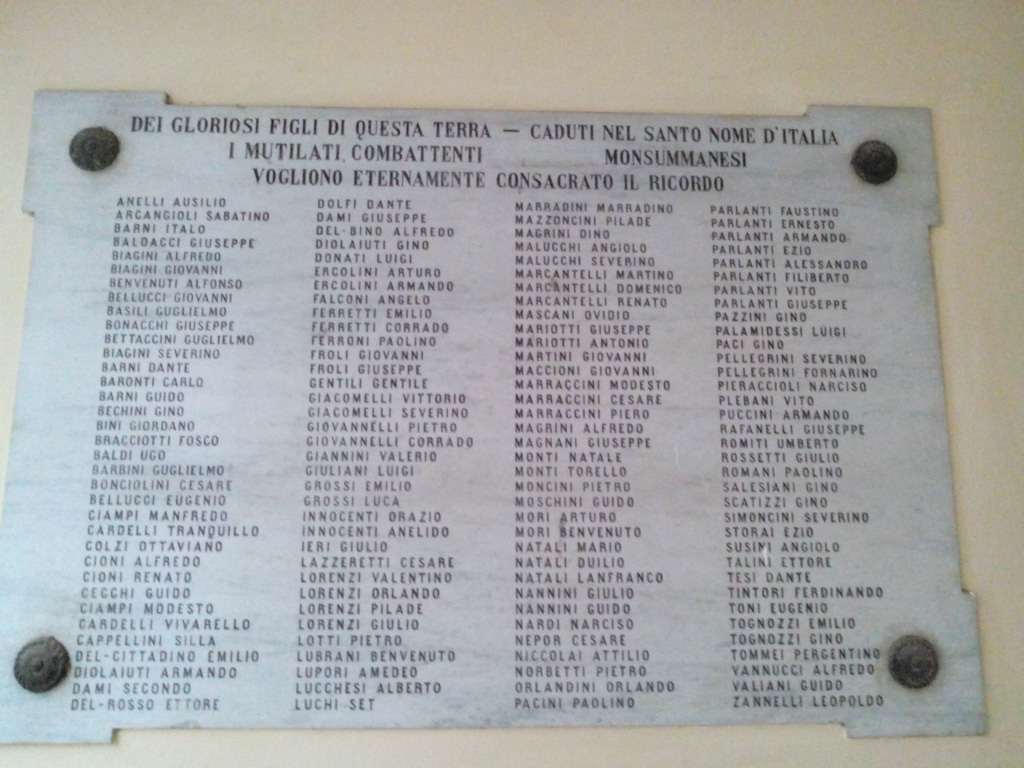 DEI GLORIOSI FIGLI DI QUESTA TERRA — CADUTI NEL SANTO NOME D'ITALIA
I MUTILATI COMBATTENTI MONSUMMANESI
VOGLIONO ETERNAMENTE CONSACRATO IL RICORDO
ANELLI AUSILIO
ARCANGIOLI SABATINO
BARNI ITALO
BALDACCI GIUSEPPE
BIAGINI ALFREDO
BIAGINI GIOVANNI
BENVENUTI ALFONSO
BELLUCCI GIOVANNI
BASILI GUGLIELMO
BONACCHI GIUSEPPE
BETTACCINI GUGLIELMO
BIAGINI SEVERINO
BARNI DANTE
BARONTI CARLO
BARNI GUIDO
BECHINI GINO
BINI GIORDANO
BRACCIOTTI FOSCO
BALDI UGO
BARBINI GUGLIELMO
BONCIOLINI CESARE
BELLUCCI EUGENIO
CIAMPI MANFREDO
CARDELLI TRANQUILLO
COLZI OTTAVIANO
CIONI ALFREDO
CIONI RENATO
CECCHI GUIDO
CIAMPI MODESTO
CARDELLI VIVARELLO
CAPPELLINI SILLA
DEL-CITTADINO EMILIO
DIOLAIUTI ARMANDO
DAMI SECONDO
DEL-ROSSO ETTORE
DOLFI DANTE
DAMI GIUSEPPE
DEL-BINO ALFREDO
DIOLAIUTI GINO
DONATI LUIGI
ERCOLINI ARTURO
ERCOLINI ARMANDO
FALCONI ANGELO
FERRETTI EMILIO
FERRETTI CORRADO
FERRONI PAOLINO
FROLI GIOVANNI
FROLI GIUSEPPE
GENTILI GENTILE
GIACOMELLI VITTORIO
GIACOMELLI SEVERINO
GIOVANNELLI PIETRO
GIOVANNELLI CORRADO
GIANNINI VALERIO
GIULIANI LUIGI
GROSSI EMILIO
GROSSI LUCA
INNOCENTI ORAZIO
INNOCENTI ANELIDO
IERI GIULIO
LAZZERETTI CESARE
LORENZI VALENTINO
LORENZI ORLANDO
LORENZI PILADE
LORENZI GIULIO
LOTTI PIETRO
LUBRANI BENVENUTO
LUPORI AMEDEO
LUCCHESI ALBERTO
LUCHI SET
MARRADINI MARRADINO
MAZZONCINI PILADE
MAGRINI DINO
MALUCCHI ANGIOLO
MALUCCHI SEVERINO
MARCANTELLI MARTINO
MARCANTELLI DOMENICO
MARCANTELLI RENATO
MASCANI OVIDIO
MARIOTTI GIUSEPPE
MARIOTTI ANTONIO
MARTINI GIOVANNI
MACCIONI GIOVANNI
MARRACCINI MODESTO
MARRACCINI CESARE
MARRACCINI PIERO
MAGRINI ALFREDO
MAGNANI GIUSEPPE
MONTI NATALE
MONTI TORELLO
MONCINI PIETRO
MOSCHINI GUIDO
MORI ARTURO
MORI BENVENUTO
NATALI MARIO
NATALI DUILIO
NATALI LANFRANCO
NANNINI GIULIO
NANNINI GUIDO
NARDI NARCISO
NEPOR CESARE
NICCOLAI ATTILIO
NORBETTI PIETRO
ORLANDINI ORLANDO
PACINI PAOLINO
PARLANTI FAUSTINO
PARLANTI ERNESTO
PARLANTI ARMANDO
PARLANTI EZIO
PARLANTI ALESSANDRO
PARLANTI FILIBERTO
PARLANTI VITO
PARLANTI GIUSEPPE
PAZZINI GINO
PALAMIDESSI LUIGI
PACI GINO
PELLEGRINI SEVERINO
PELLEGRINI FORNARINO
PIERACCIOLI NARCISO
PLEBANI VITO
PUCCINI ARMANDO
RAFANELLI GIUSEPPE
ROMITI UMBERTO
ROSSETTI GIULIO
ROMANI PAOLINO
SALESIANI GINO
SCATIZZI GINO
SIMONCINI SEVERINO
STORAI EZIO
SUSINI ANGIOLO
TALINI ETTORE
TESI DANTE
TINTORI FERDINANDO
TONI EUGENIO
TOGNOZZI EMILIO
TOGNOZZI GINO
TOMMEI PERGENTINO
VANNUCCI ALFREDO
VALIANI GUIDO
ZANNELLI LEOPOLDO